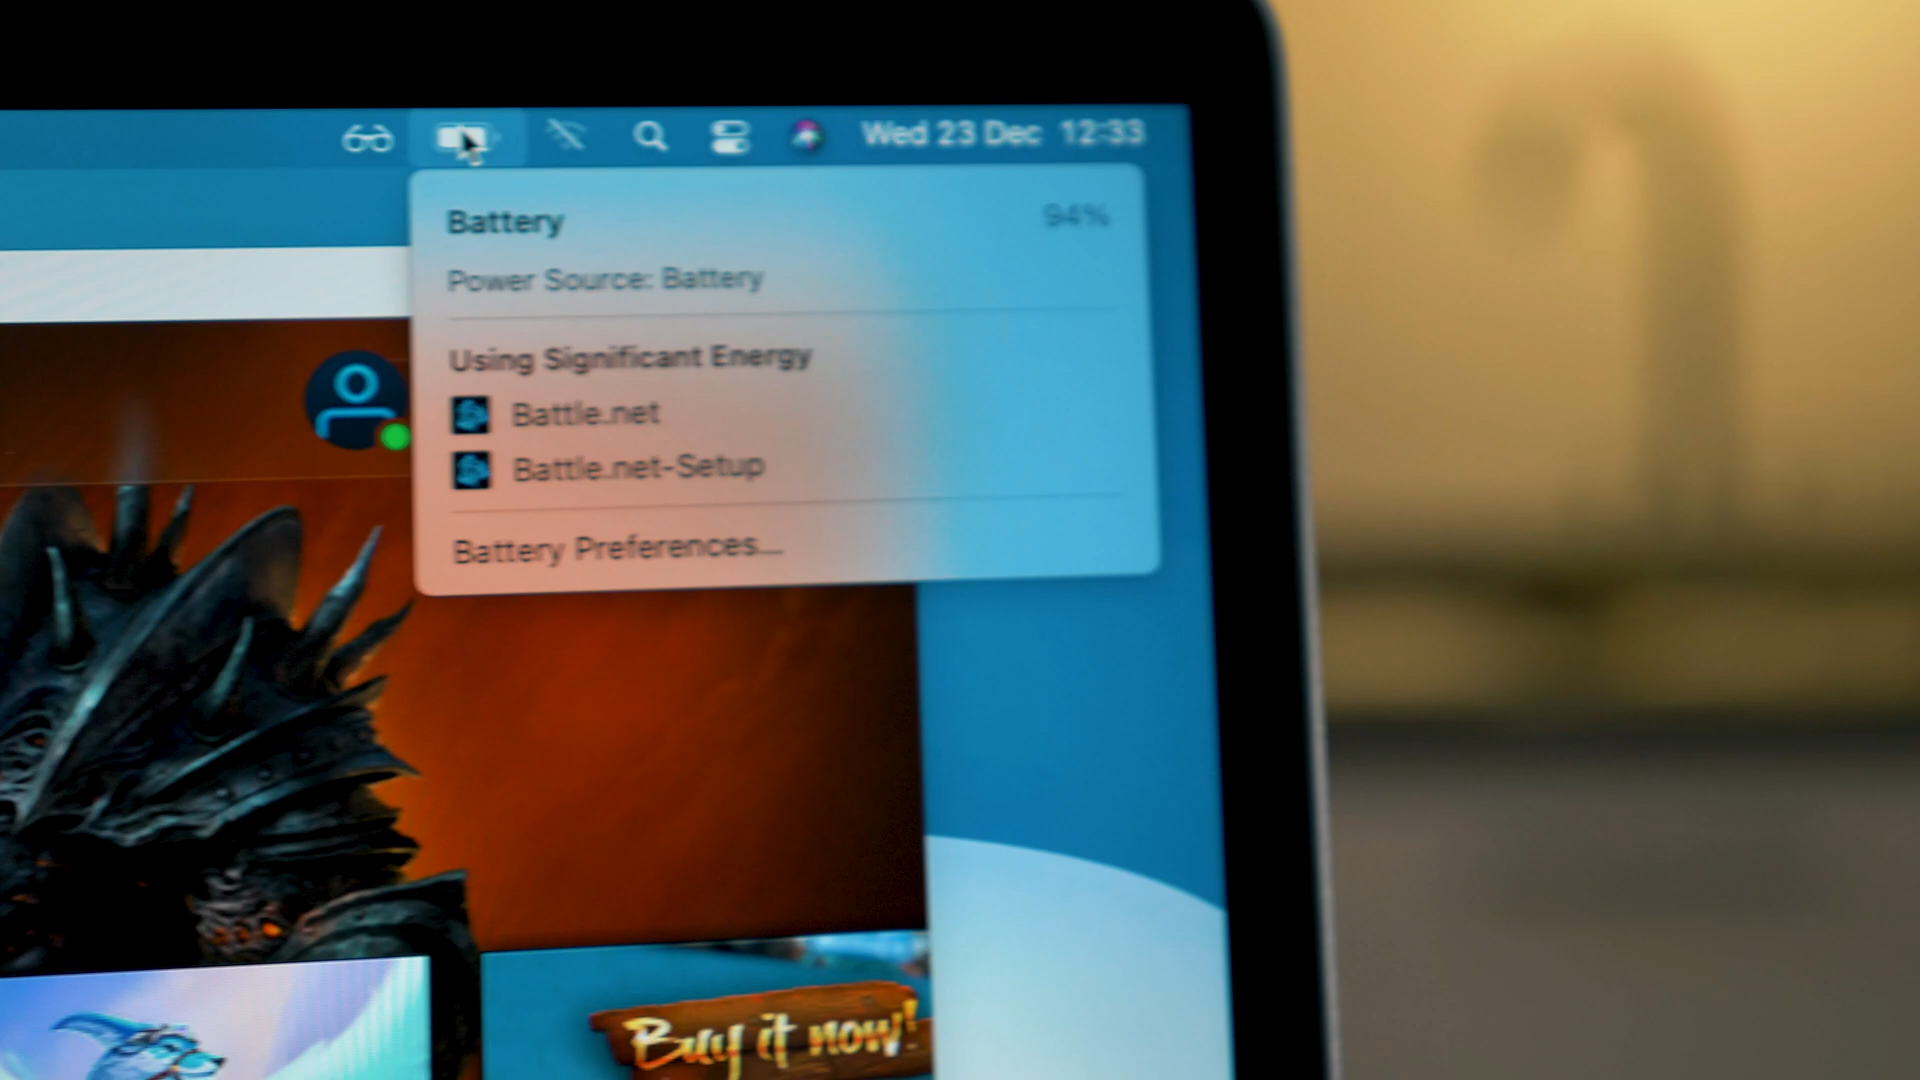 Wed 23 Dec 12:33
Battery 94%
Power Source: Battery
Using Significant Energy
Battle.net
Battle.net-Setup
Battery Preferences...
Buy it now!